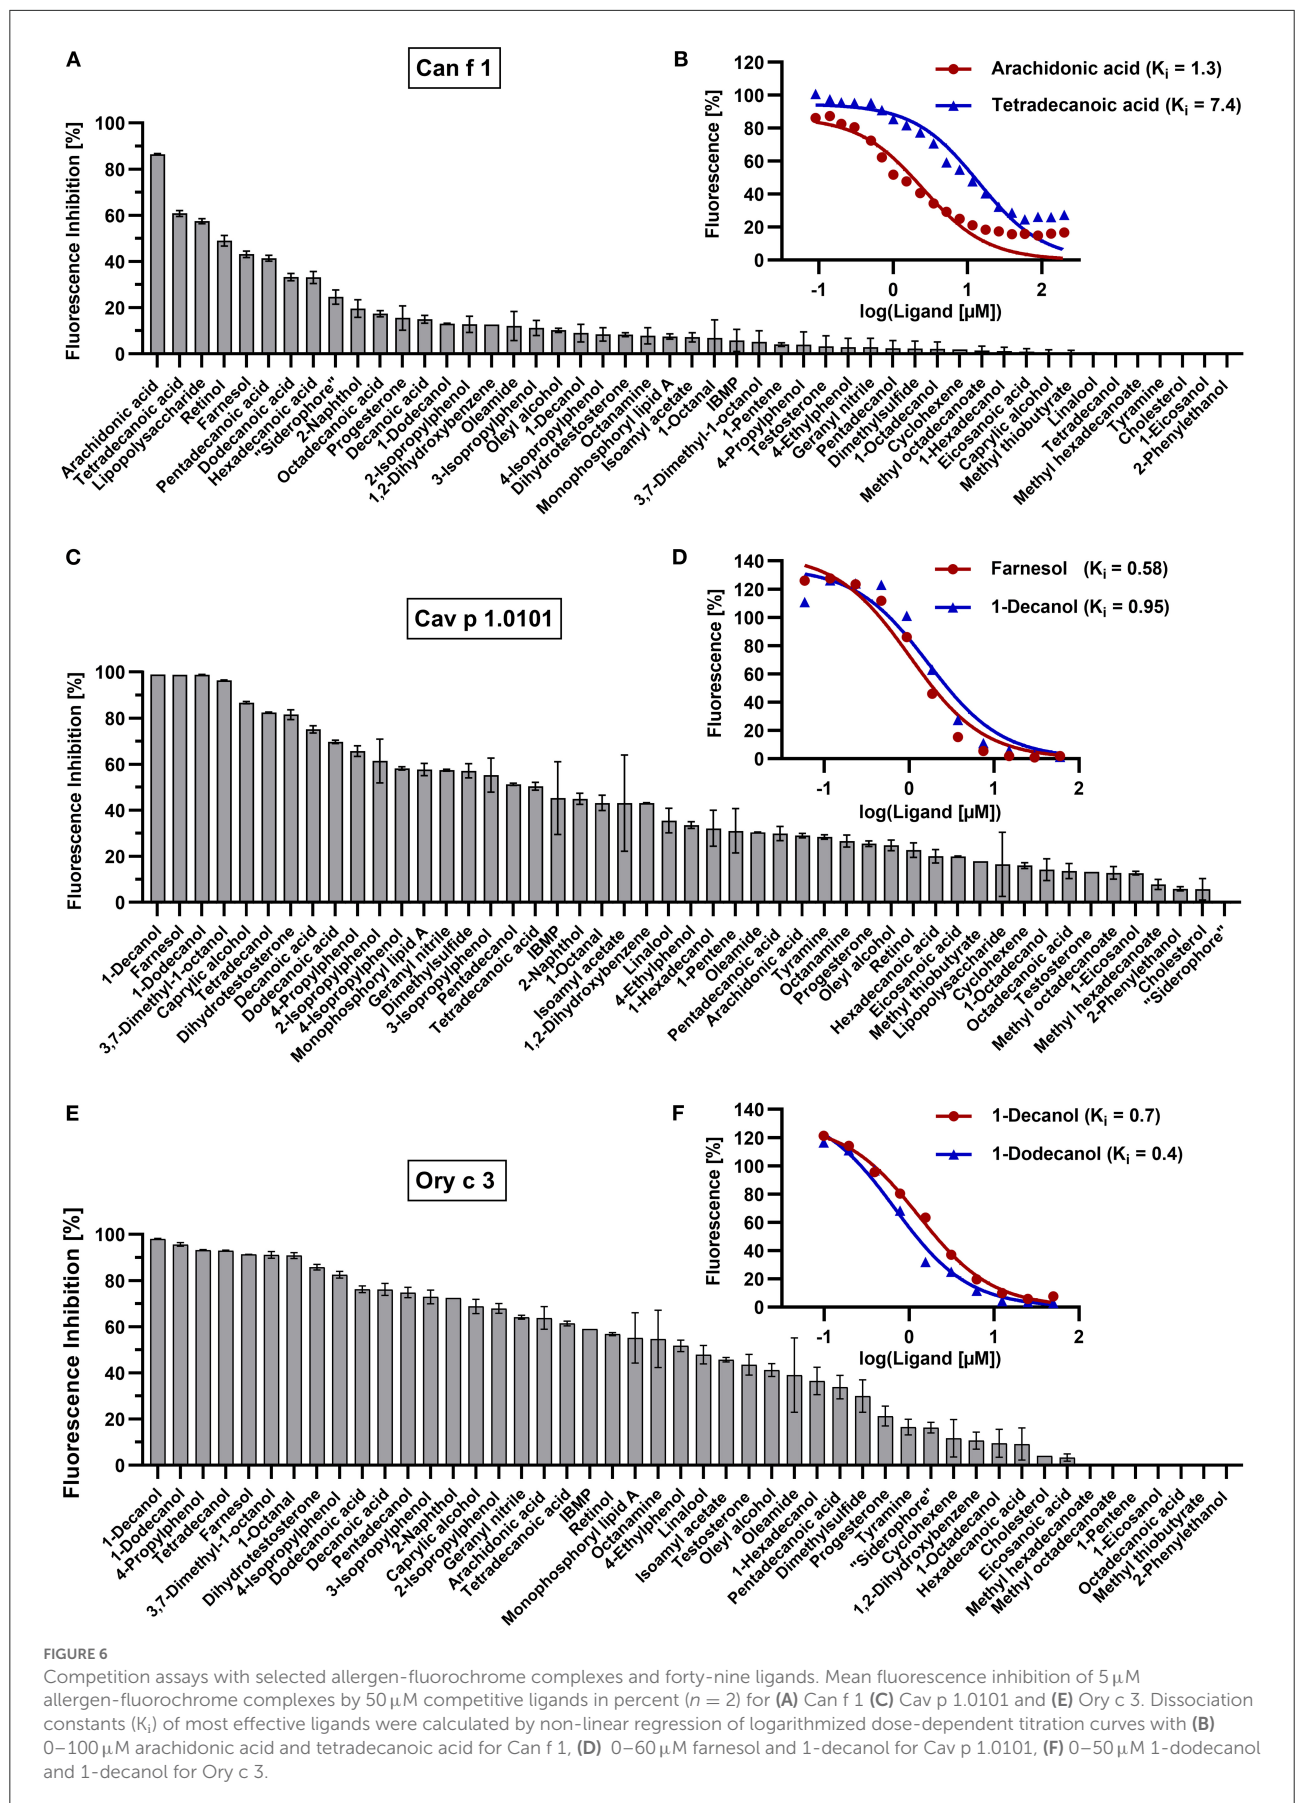 A
Can f 1
Fluorescence Inhibition [%]
100
80
60
40
20
0
Arachidonic acid
Tetradecanoic acid
Lipopolysaccharide
Retinol
Farnesol
Pentadecanoic acid
Dodecanoic acid
Hexadecanoic acid
"Siderophore"
2-Naphthol
Octadecanoic acid
Progesterone
Decanoic acid
1-Dodecanol
2-Isopropylphenol
1,2-Dihydroxybenzene
Oleamide
3-Isopropylphenol
Oleyl alcohol
1-Decanol
4-Isopropylphenol
Dihydrotestosterone
Octanamine
Monophosphoryl lipid A
Isoamyl acetate
1-Octanal
IBMP
3,7-Dimethyl-1-octanol
1-Pentene
4-Propylphenol
Testosterone
4-Ethylphenol
Geranyl nitrile
Pentadecanol
Dimethylsulfide
1-Octadecanol
Cyclohexene
Methyl octadecanoate
1-Hexadecanol
Eicosanoic acid
Caprylic alcohol
Methyl thiobutyrate
Linalool
Tetradecanol
Methyl hexadecanoate
Tyramine
Cholesterol
1-Eicosanol
2-Phenylethanol
B
Fluorescence [%]
120
100
80
60
40
20
0
-1
0
1
2
log(Ligand [µM])
Arachidonic acid (Ki = 1.3)
Tetradecanoic acid (Ki = 7.4)
C
Cav p 1.0101
Fluorescence Inhibition [%]
100
80
60
40
20
0
1-Decanol
Farnesol
1-Dodecanol
3,7-Dimethyl-1-octanol
Caprylic alcohol
Tetradecanol
Dihydrotestosterone
Decanoic acid
Dodecanoic acid
4-Propylphenol
2-Isopropylphenol
4-Isopropylphenol
Monophosphoryl lipid A
Geranyl nitrile
Dimethylsulfide
3-Isopropylphenol
Pentadecanol
Tetradecanoic acid
IBMP
2-Naphthol
1-Octanal
Isoamyl acetate
1,2-Dihydroxybenzene
Linalool
4-Ethylphenol
1-Hexadecanol
1-Pentene
Oleamide
Pentadecanoic acid
Arachidonic acid
Tyramine
Octanamine
Progesterone
Oleyl alcohol
Retinol
Hexadecanoic acid
Eicosanoic acid
Methyl thiobutyrate
Lipopolysaccharide
Cyclohexene
1-Octadecanol
Octadecanoic acid
Testosterone
Methyl octadecanoate
1-Eicosanol
Methyl hexadecanoate
2-Phenylethanol
Cholesterol
"Siderophore"
D
Fluorescence [%]
140
120
100
80
60
40
20
0
-1
0
1
2
log(Ligand [µM])
Farnesol (Ki = 0.58)
1-Decanol (Ki = 0.95)
E
Ory c 3
Fluorescence Inhibition [%]
100
80
60
40
20
0
1-Decanol
1-Dodecanol
4-Propylphenol
Tetradecanol
Farnesol
3,7-Dimethyl-1-octanol
1-Octanal
Dihydrotestosterone
4-Isopropylphenol
Dodecanoic acid
Decanoic acid
Pentadecanol
3-Isopropylphenol
2-Naphthol
Caprylic alcohol
2-Isopropylphenol
Geranyl nitrile
Arachidonic acid
Tetradecanoic acid
IBMP
Retinol
Monophosphoryl lipid A
Octanamine
4-Ethylphenol
Linalool
Isoamyl acetate
Testosterone
Oleyl alcohol
Oleamide
1-Hexadecanol
Pentadecanoic acid
Dimethylsulfide
Progesterone
Tyramine
"Siderophore"
Cyclohexene
1,2-Dihydroxybenzene
1-Octadecanol
Hexadecanoic acid
Cholesterol
Eicosanoic acid
Methyl hexadecanoate
Methyl octadecanoate
1-Pentene
1-Eicosanol
Octadecanoic acid
Methyl thiobutyrate
2-Phenylethanol
F
Fluorescence [%]
140
120
100
80
60
40
20
0
-1
0
1
2
log(Ligand [µM])
1-Decanol (Ki = 0.7)
1-Dodecanol (Ki = 0.4)
FIGURE 6
Competition assays with selected allergen-fluorochrome complexes and forty-nine ligands. Mean fluorescence inhibition of 5 µM
allergen-fluorochrome complexes by 50 µM competitive ligands in percent (n = 2) for (A) Can f 1 (C) Cav p 1.0101 and (E) Ory c 3. Dissociation
constants (Ki) of most effective ligands were calculated by non-linear regression of logarithmized dose-dependent titration curves with (B)
0–100 µM arachidonic acid and tetradecanoic acid for Can f 1, (D) 0–60 µM farnesol and 1-decanol for Cav p 1.0101, (F) 0–50 µM 1-dodecanol
and 1-decanol for Ory c 3.